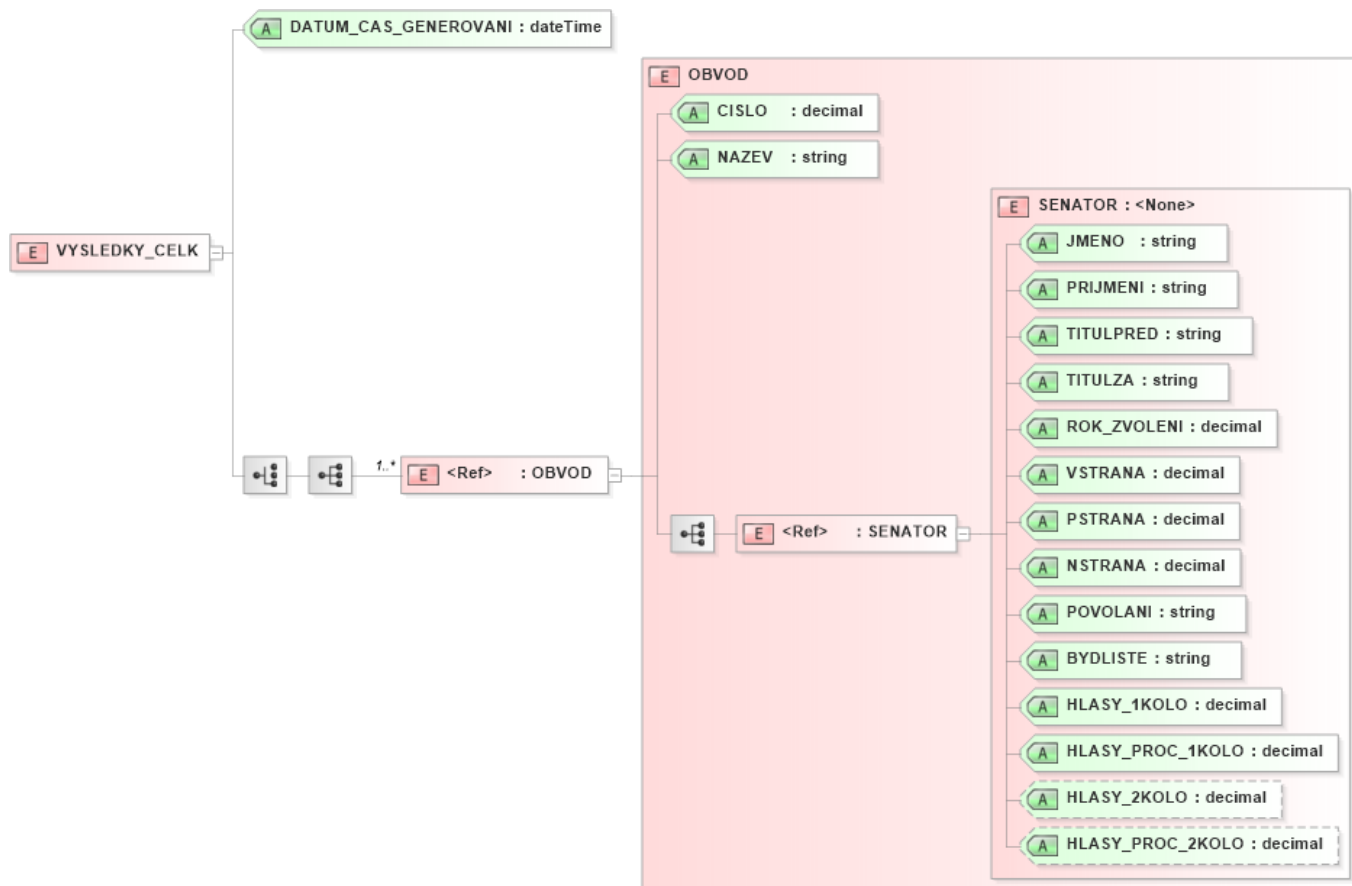 A DATUM_CAS_GENEROVANI : dateTime
E OBVOD
A CISLO : decimal
A NAZEV : string
E SENATOR : <None>
A JMENO : string
E VYSLEDKY_CELK
A PRIJMENI : string
A TITULPRED : string
A TITULZA : string
A ROK_ZVOLENI : decimal
1..* E <Ref> : OBVOD
A VSTRANA : decimal
A PSTRANA : decimal
E <Ref> : SENATOR
A NSTRANA : decimal
A POVOLANI : string
A BYDLISTE : string
A HLASY_1KOLO : decimal
A HLASY_PROC_1KOLO : decimal
A HLASY_2KOLO : decimal
A HLASY_PROC_2KOLO : decimal